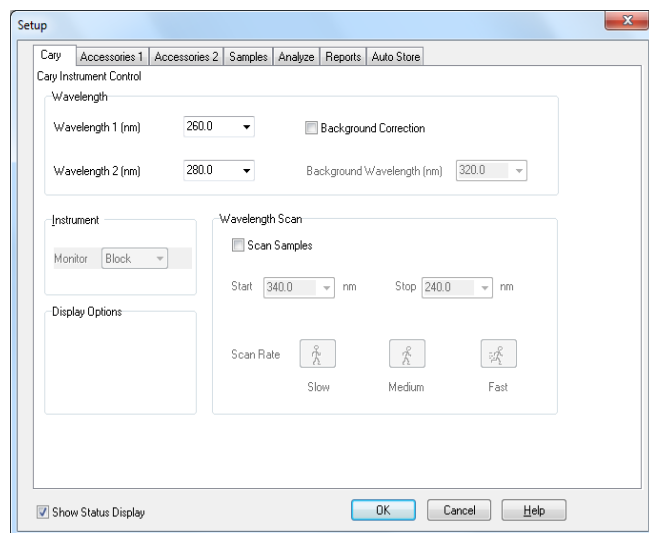 Setup
Cary Accessories 1 Accessories 2 Samples Analyze Reports Auto Store
Cary Instrument Control
Wavelength
Wavelength 1 (nm) 260.0 Background Correction
Wavelength 2 (nm) 280.0 Background Wavelength (nm) 320.0
Instrument
Monitor Block
Display Options
Wavelength Scan
Scan Samples
Start 340.0 nm Stop 240.0 nm
Scan Rate
Slow Medium Fast
Show Status Display OK Cancel Help